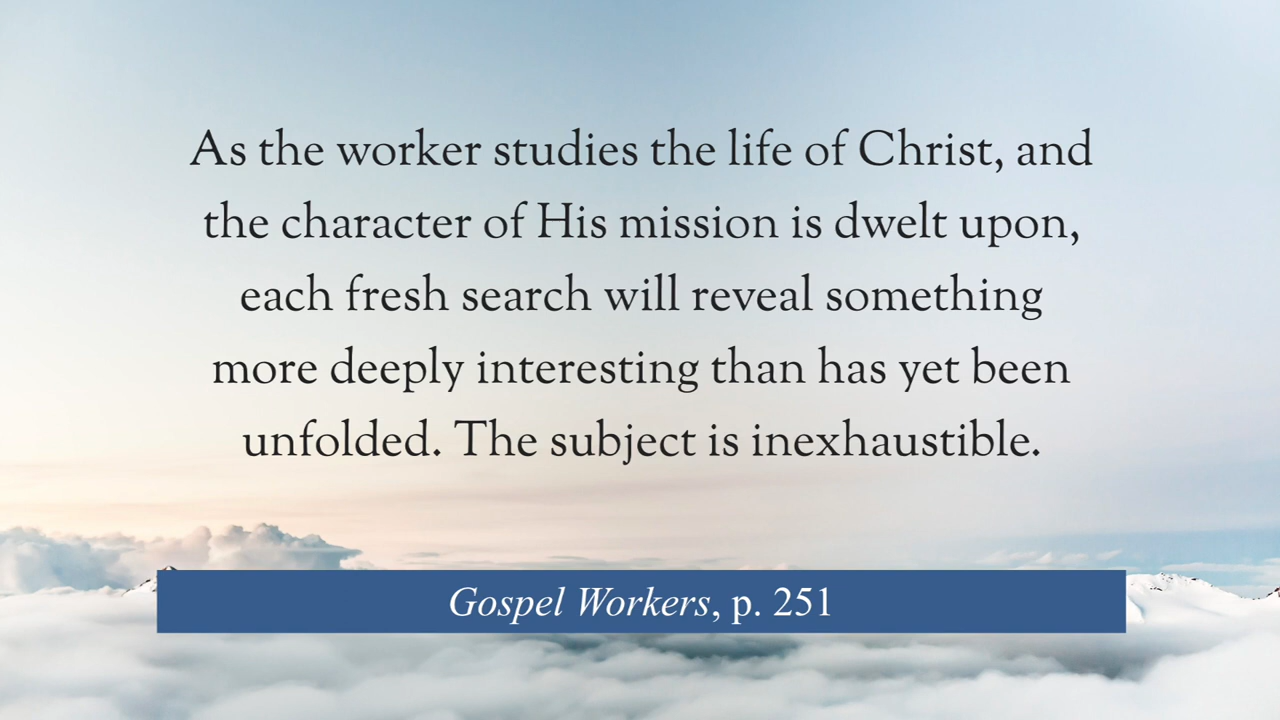 As the worker studies the life of Christ, and
the character of His mission is dwelt upon,
each fresh search will reveal something
more deeply interesting than has yet been
unfolded. The subject is inexhaustible.
Gospel Workers, p. 251